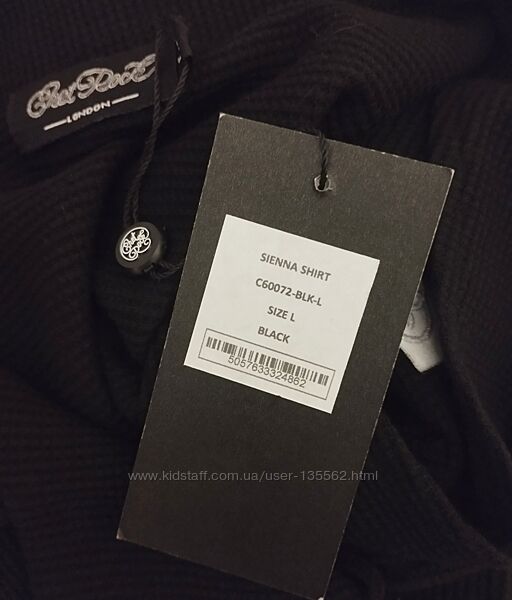 LONDON
SIENNA SHIRT
C60072-BLK-L
SIZE L
BLACK
5057633324862
www.kidstaff.com.ua/user-135562.html